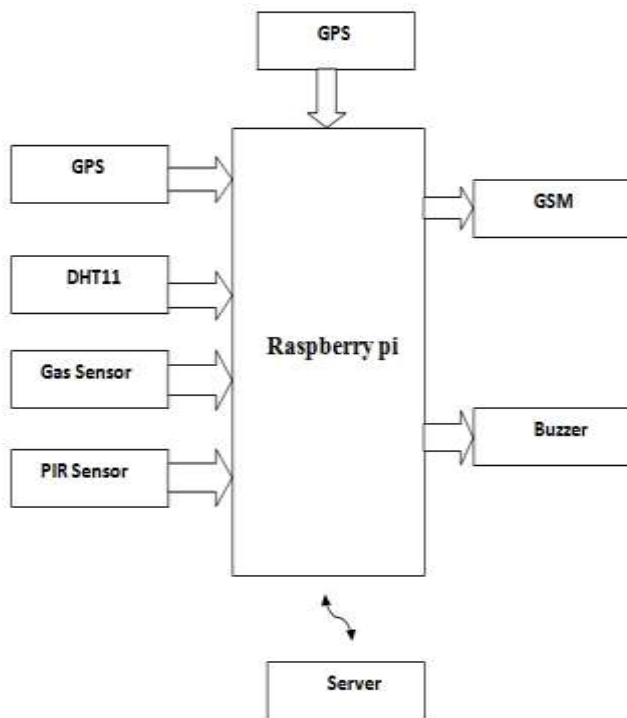 GPS
GPS
GSM
DHT11
Raspberry pi
Gas Sensor
Buzzer
PIR Sensor
Server